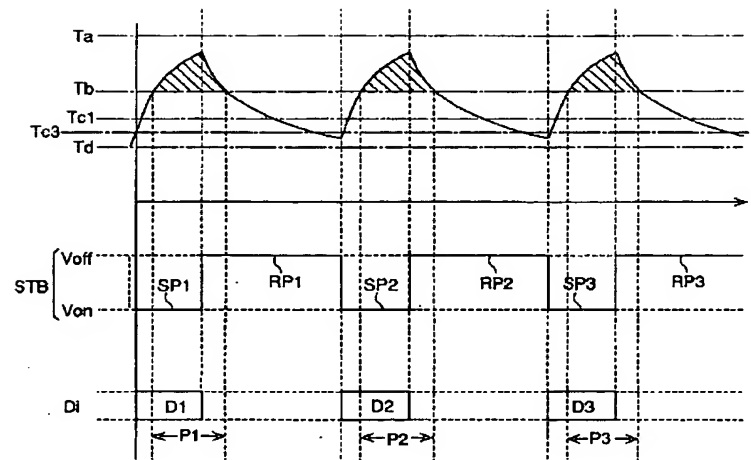 Ta
Tb
Tc1
Tc3
Td
Voff
STB
SP1 RP1 SP2 RP2 SP3 RP3
Von
Di D1 D2 D3
P1 P2 P3